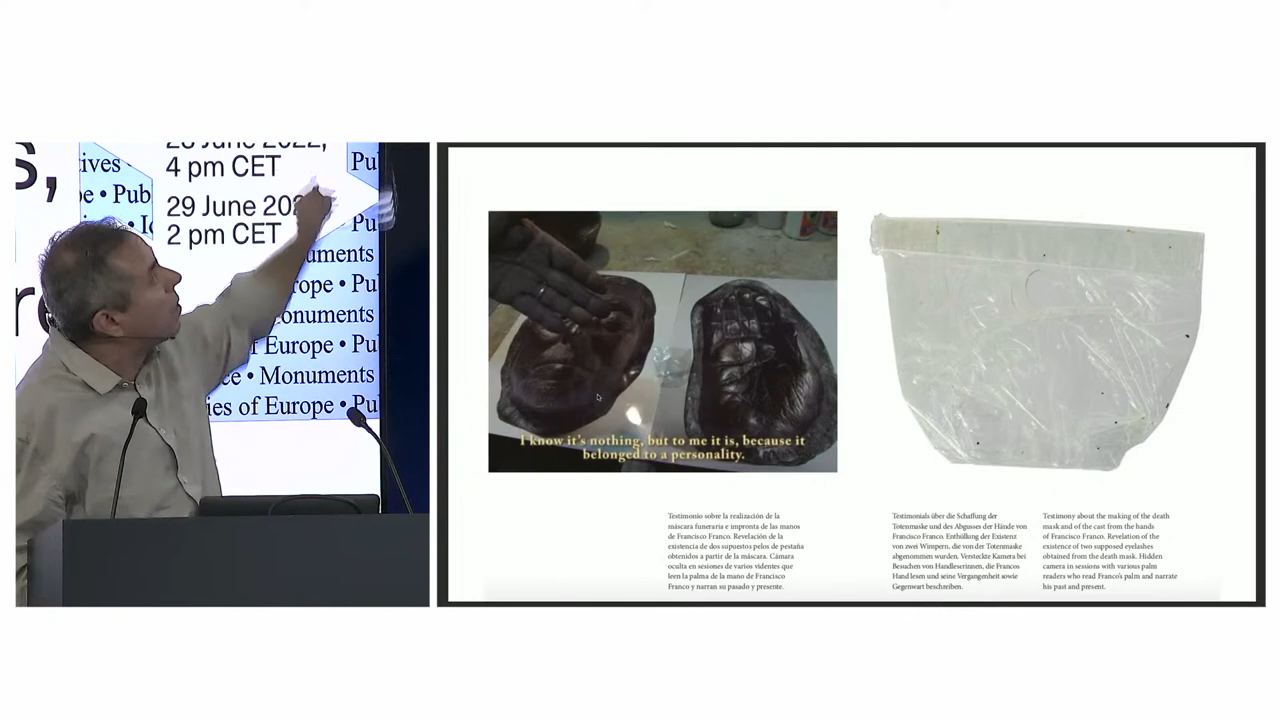 s,
ives •
Pu
28 June 2022,
4 pm CET
e • Pub
29 June 202
2 pm CET
Pu
uments
rope • Pu
onuments
f Europe • Pu
e • Monuments
ies of Europe • Pu
I know it's nothing, but to me it is, because it
belonged to a personality.
Testimonio sobre la realización de la
máscara funeraria e impronta de las manos
de Francisco Franco. Revelación de la
existencia de dos supuestos pelos de pestaña
obtenidos a partir de la máscara. Cámara
oculta en sesiones de varios videntes que
leen la palma de la mano de Francisco
Franco y narran su pasado y presente.
Testimonials über die Schaffung der
Totenmaske und des Abgusses der Hände von
Francisco Franco. Enthüllung der Existenz
von zwei Wimpern, die von der Totenmaske
abgenommen wurden. Versteckte Kamera bei
Besuchen von Handleserinnen, die Francos
Hand lesen und seine Vergangenheit sowie
Gegenwart beschreiben.
Testimony about the making of the death
mask and of the cast from the hands
of Francisco Franco. Revelation of the
existence of two supposed eyelashes
obtained from the death mask. Hidden
camera in sessions with various palm
readers who read Franco's palm and narrate
his past and present.